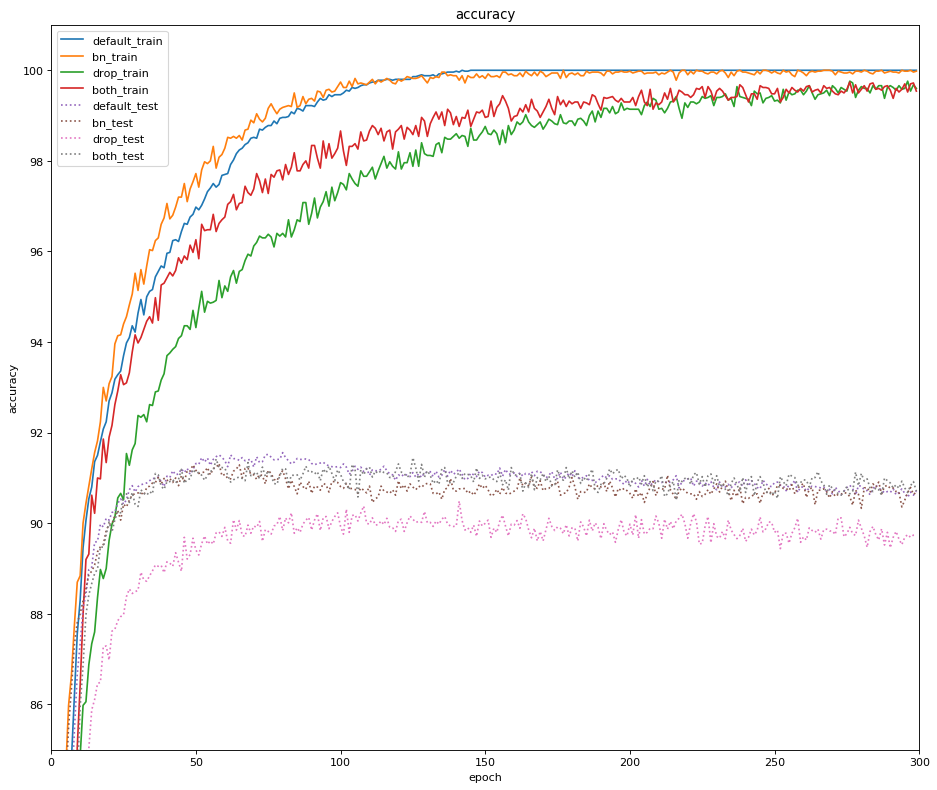 accuracy
default_train
bn_train
drop_train
both_train
default_test
bn_test
drop_test
both_test
100
98
96
94
92
90
88
86
accuracy
0 50 100 150 200 250 300
epoch